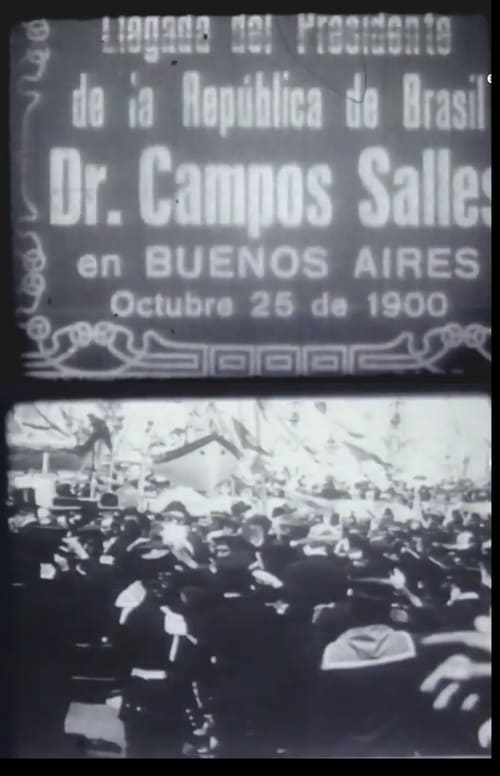 Llegada del Presidente
de la República de Brasil
Dr. Campos Salles
en BUENOS AIRES
Octubre 25 de 1900